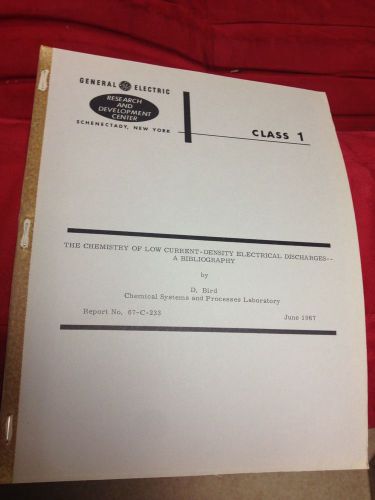 GENERAL GE ELECTRIC
RESEARCH
AND
DEVELOPMENT
CENTER
SCHENECTADY, NEW YORK
CLASS 1
THE CHEMISTRY OF LOW CURRENT-DENSITY ELECTRICAL DISCHARGES--
A BIBLIOGRAPHY
by
D. Bird
Chemical Systems and Processes Laboratory
Report No. 67-C-233
June 1967